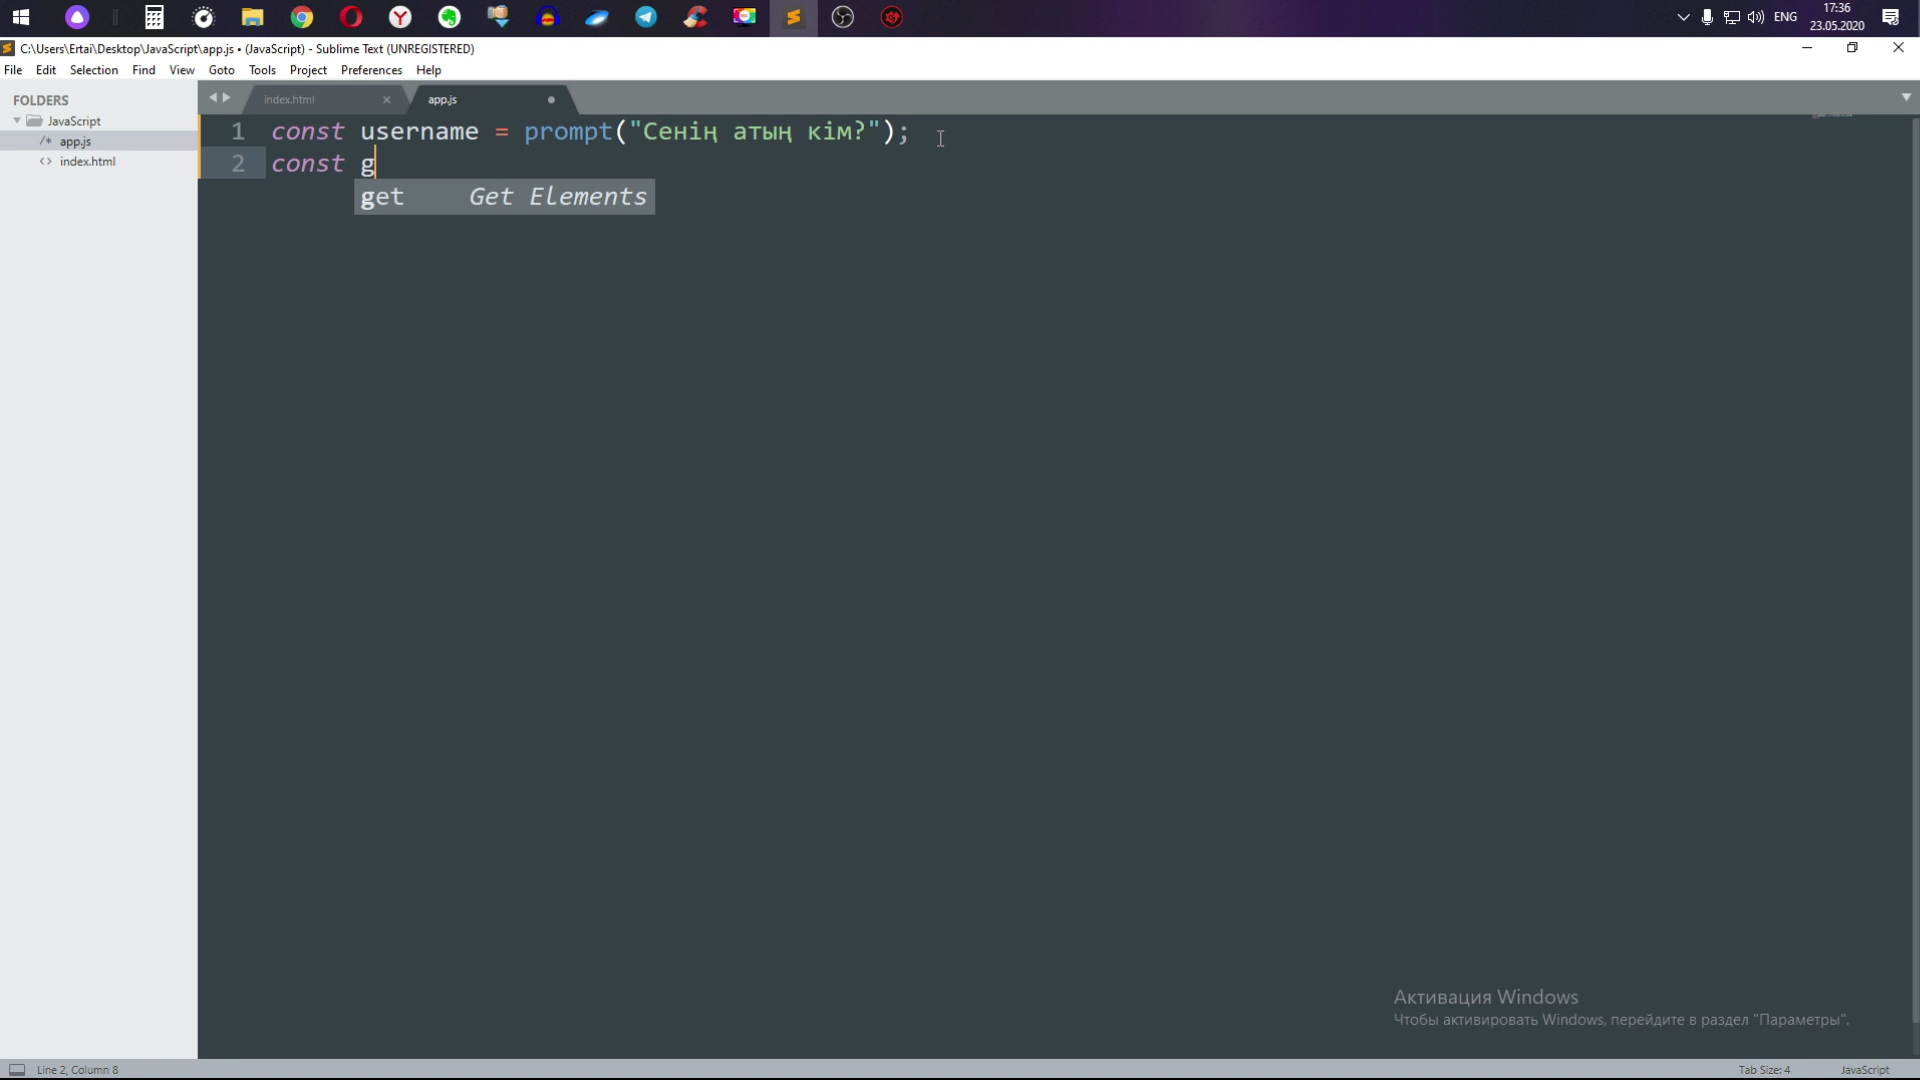 ENG
17:36
23.05.2020
C:\Users\Ertai\Desktop\JavaScript\app.js • (JavaScript) - Sublime Text (UNREGISTERED)
File Edit Selection Find View Goto Tools Project Preferences Help
FOLDERS
JavaScript
/* app.js
<> index.html
index.html
app.js
1 const username = prompt("Сенің атың кім?");
2 const g
get Get Elements
Активация Windows
Чтобы активировать Windows, перейдите в раздел "Параметры".
Line 2, Column 8
Tab Size: 4
JavaScript